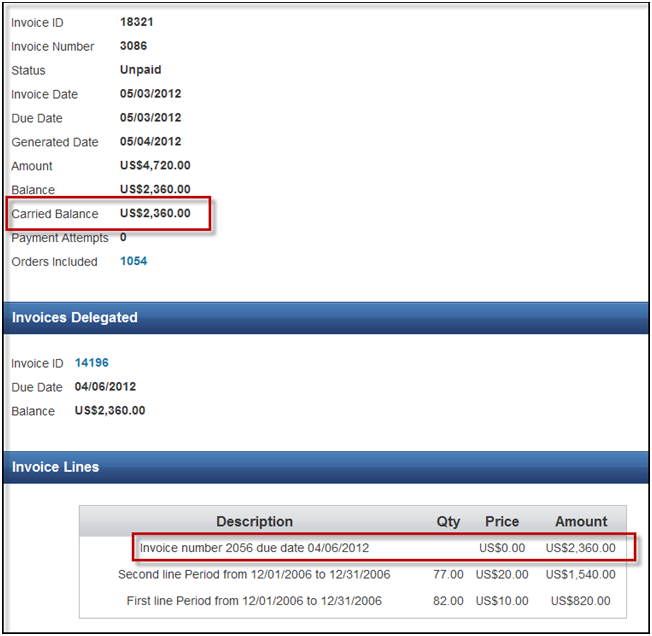 Invoice ID 18321
Invoice Number 3086
Status Unpaid
Invoice Date 05/03/2012
Due Date 05/03/2012
Generated Date 05/04/2012
Amount US$4,720.00
Balance US$2,360.00
Carried Balance US$2,360.00
Payment Attempts 0
Orders Included 1054
Invoices Delegated
Invoice ID 14196
Due Date 04/06/2012
Balance US$2,360.00
Invoice Lines
Description Qty Price Amount
Invoice number 2056 due date 04/06/2012 US$0.00 US$2,360.00
Second line Period from 12/01/2006 to 12/31/2006 77.00 US$20.00 US$1,540.00
First line Period from 12/01/2006 to 12/31/2006 82.00 US$10.00 US$820.00